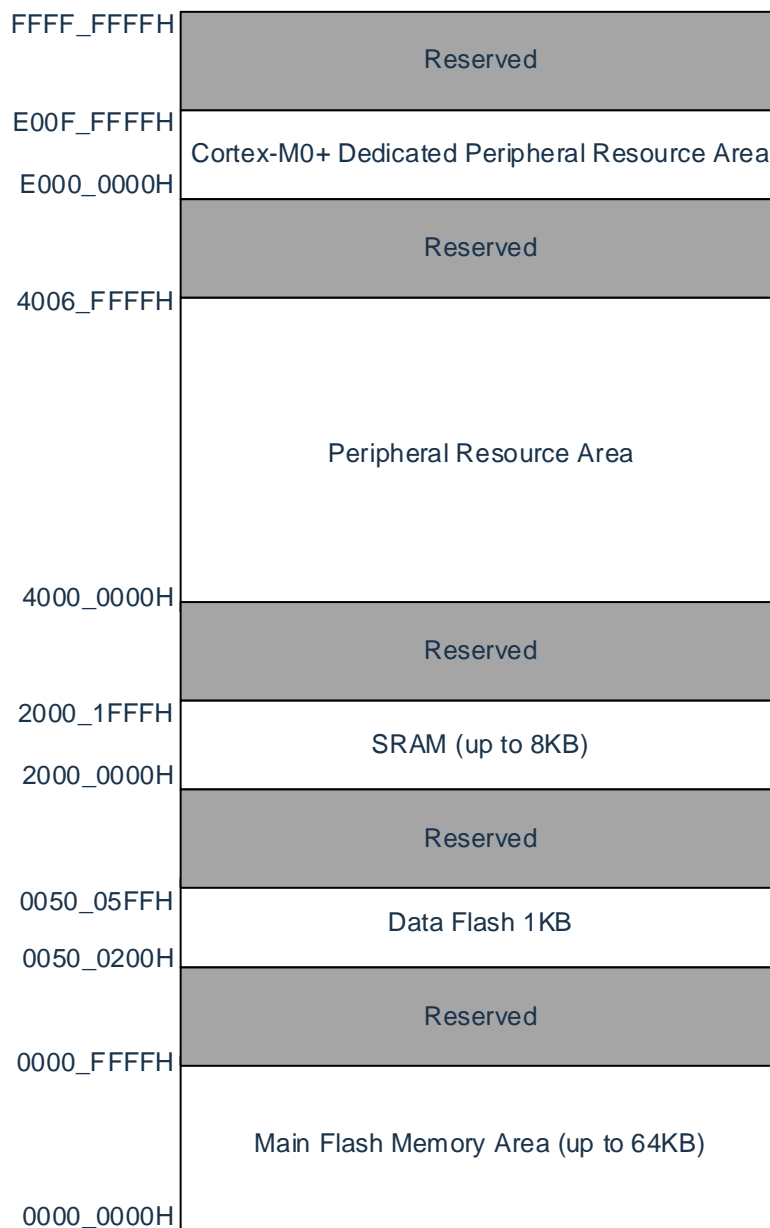 FFFF_FFFFH
Reserved
E00F_FFFFH
Cortex-M0+ Dedicated Peripheral Resource Area
E000_0000H
Reserved
4006_FFFFH
Peripheral Resource Area
4000_0000H
Reserved
2000_1FFFH
SRAM (up to 8KB)
2000_0000H
Reserved
0050_05FFH
Data Flash 1KB
0050_0200H
Reserved
0000_FFFFH
Main Flash Memory Area (up to 64KB)
0000_0000H